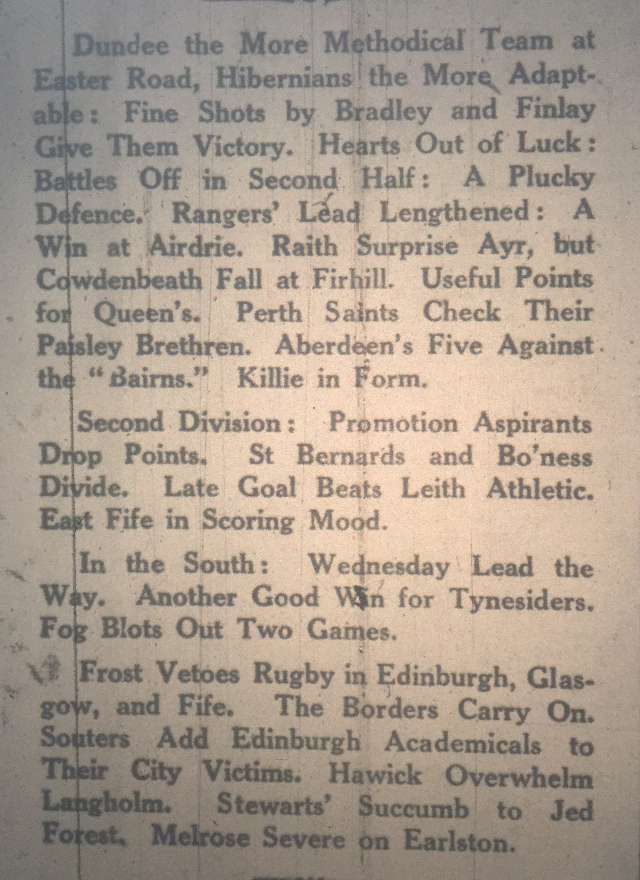 Dundee the More Methodical Team at
Easter Road, Hibernians the More Adapt-
able: Fine Shots by Bradley and Finlay
Give Them Victory. Hearts Out of Luck:
Battles Off in Second Half: A Plucky
Defence. Rangers' Lead Lengthened: A
Win at Airdrie. Raith Surprise Ayr, but
Cowdenbeath Fall at Firhill. Useful Points
for Queen's. Perth Saints Check Their
Paisley Brethren. Aberdeen's Five Against
the "Bairns." Killie in Form.
Second Division: Promotion Aspirants
Drop Points. St Bernards and Bo'ness
Divide. Late Goal Beats Leith Athletic.
East Fife in Scoring Mood.
In the South: Wednesday Lead the
Way. Another Good Win for Tynesiders.
Fog Blots Out Two Games.
Frost Vetoes Rugby in Edinburgh, Glas-
gow, and Fife. The Borders Carry On.
Souters Add Edinburgh Academicals to
Their City Victims. Hawick Overwhelm
Langholm. Stewarts' Succumb to Jed
Forest. Melrose Severe on Earlston.